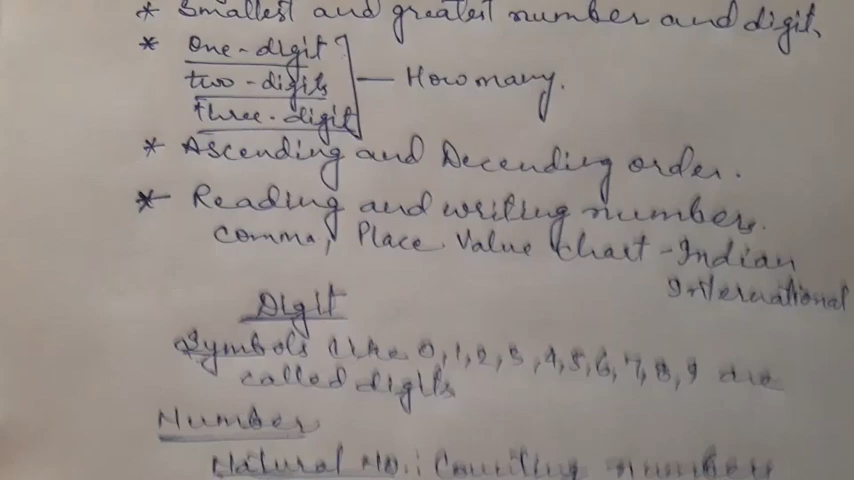 * Smallest and greatest number and digit,
* One-digit
two-digits
three-digit
— How many.
* Ascending and Decending order.
* Reading and writing numbers.
comma, Place Value Chart - Indian
International
Digit
Symbols like 0,1,2,3,4,5,6,7,8,9 are
called digits
Number
Natural No.: Counting numbers